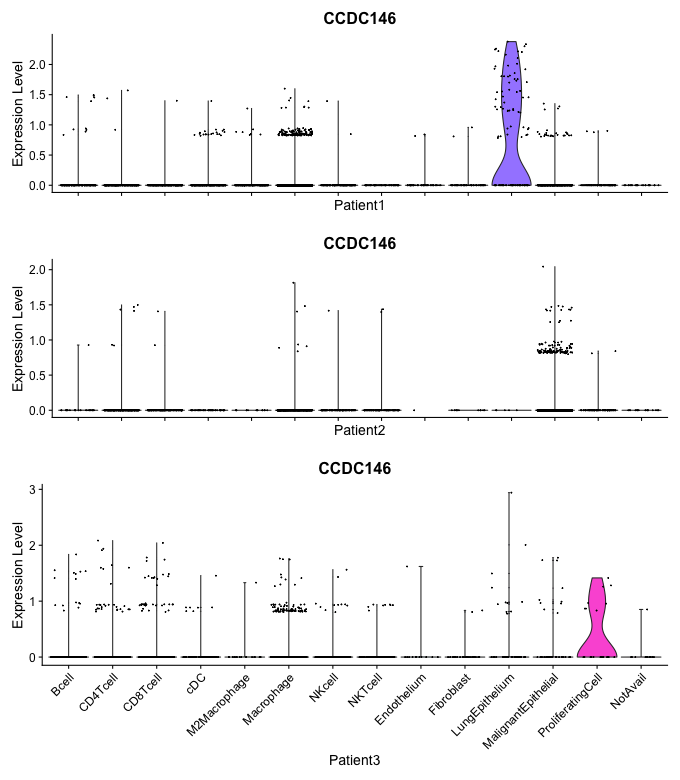 CCDC146
Expression Level
2.0
1.5
1.0
0.5
0.0
Patient1
CCDC146
Expression Level
2.0
1.5
1.0
0.5
0.0
Patient2
CCDC146
Expression Level
3
2
1
0
Bcell
CD4Tcell
CD8Tcell
cDC
M2Macrophage
Macrophage
NKcell
NKTcell
Endothelium
Fibroblast
LungEpithelium
MalignantEpithelial
ProliferatingCell
NotAvail
Patient3